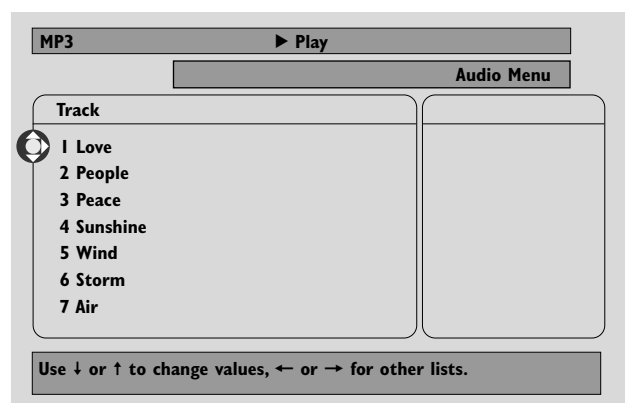 MP3 ▶ Play
Audio Menu
Track
1 Love
2 People
3 Peace
4 Sunshine
5 Wind
6 Storm
7 Air
Use ↓ or ↑ to change values, ← or → for other lists.